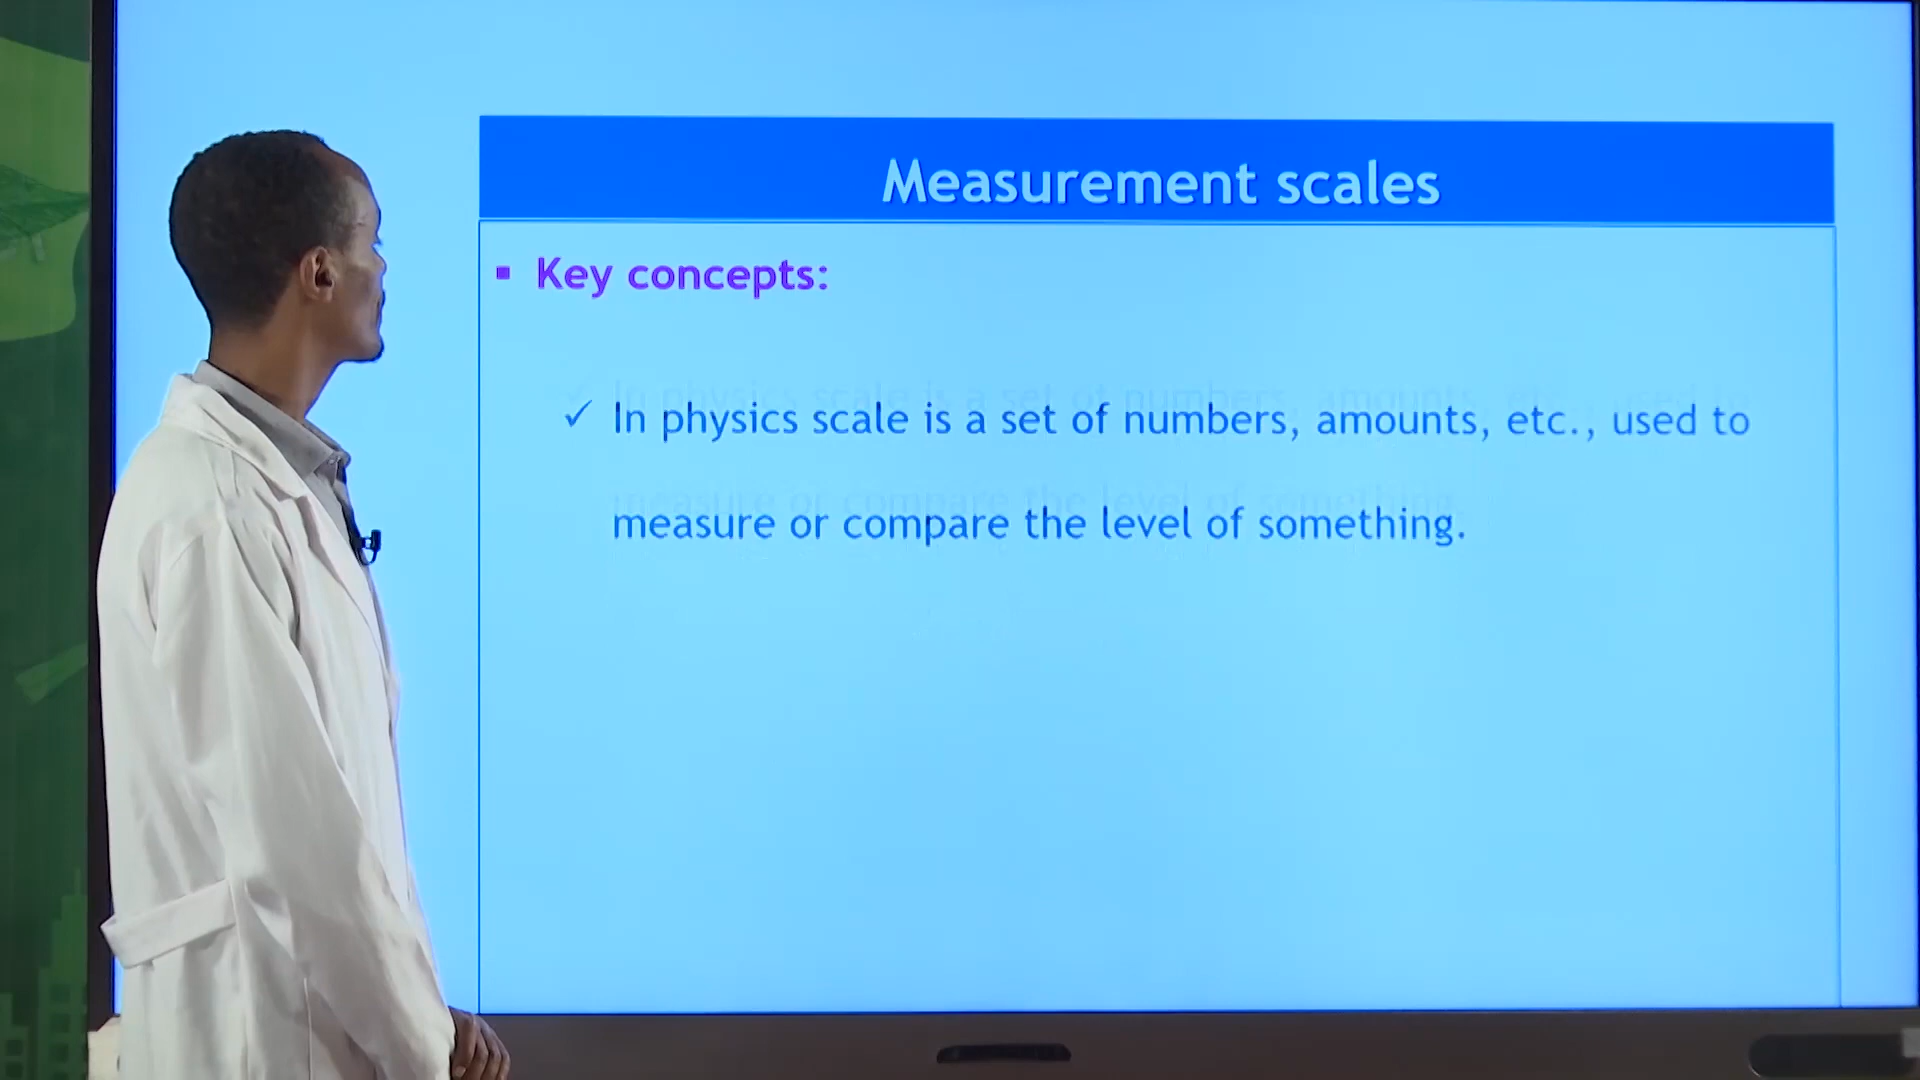 Measurement scales
▪ Key concepts:
✓ In physics scale is a set of numbers, amounts, etc., used to
measure or compare the level of something.